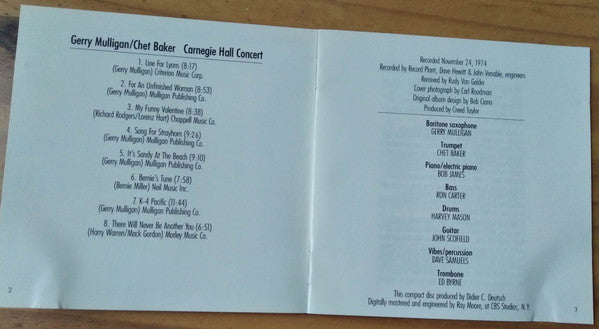 Gerry Mulligan/Chet Baker Carnegie Hall Concert
1. Line For Lyons (8:17)
(Gerry Mulligan) Criterion Music Corp.
2. For An Unfinished Woman (8:53)
(Gerry Mulligan) Mulligan Publishing Co.
3. My Funny Valentine (8:38)
(Richard Rodgers/Lorenz Hart) Chappell Music Co.
4. Song For Strayhorn (9:26)
(Gerry Mulligan) Mulligan Publishing Co.
5. It's Sandy At The Beach (9:10)
(Gerry Mulligan) Mulligan Publishing Co.
6. Bernie's Tune (7:58)
(Bernie Miller) Neil Music Inc.
7. K-4 Pacific (11:44)
(Gerry Mulligan) Mulligan Publishing Co.
8. There Will Never Be Another You (6:51)
(Harry Warren/Mack Gordon) Morley Music Co.
2
Recorded November 24, 1974
Recorded by Record Plant, Dave Hewitt & John Venable, engineers
Remixed by Rudy Van Gelder
Cover photograph by Carl Roodman
Original album design by Bob Ciano
Produced by Creed Taylor
Baritone saxophone
GERRY MULLIGAN
Trumpet
CHET BAKER
Piano/electric piano
BOB JAMES
Bass
RON CARTER
Drums
HARVEY MASON
Guitar
JOHN SCOFIELD
Vibes/percussion
DAVE SAMUELS
Trombone
ED BYRNE
This compact disc produced by Didier C. Deutsch
Digitally mastered and engineered by Ray Moore, at CBS Studios, N.Y.
3